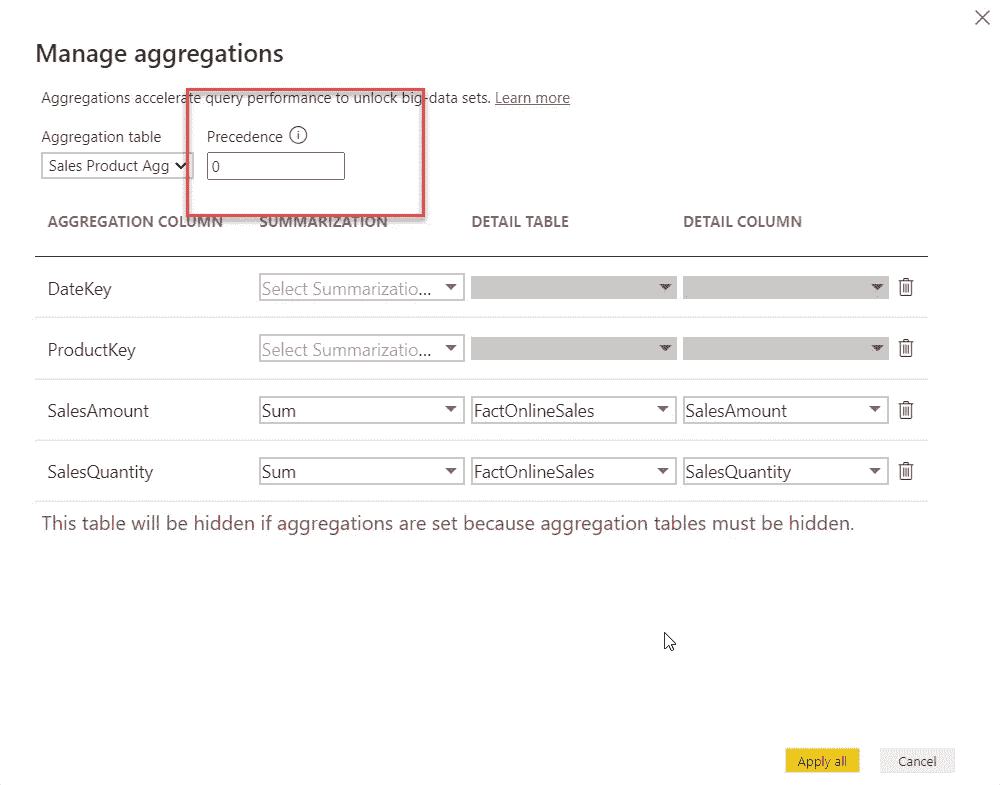 Manage aggregations
Aggregations accelerate query performance to unlock big-data sets. Learn more
Aggregation table Precedence
Sales Product Agg 0
AGGREGATION COLUMN SUMMARIZATION DETAIL TABLE DETAIL COLUMN
DateKey Select Summarizatio...
ProductKey Select Summarizatio...
SalesAmount Sum FactOnlineSales SalesAmount
SalesQuantity Sum FactOnlineSales SalesQuantity
This table will be hidden if aggregations are set because aggregation tables must be hidden.
Apply all Cancel